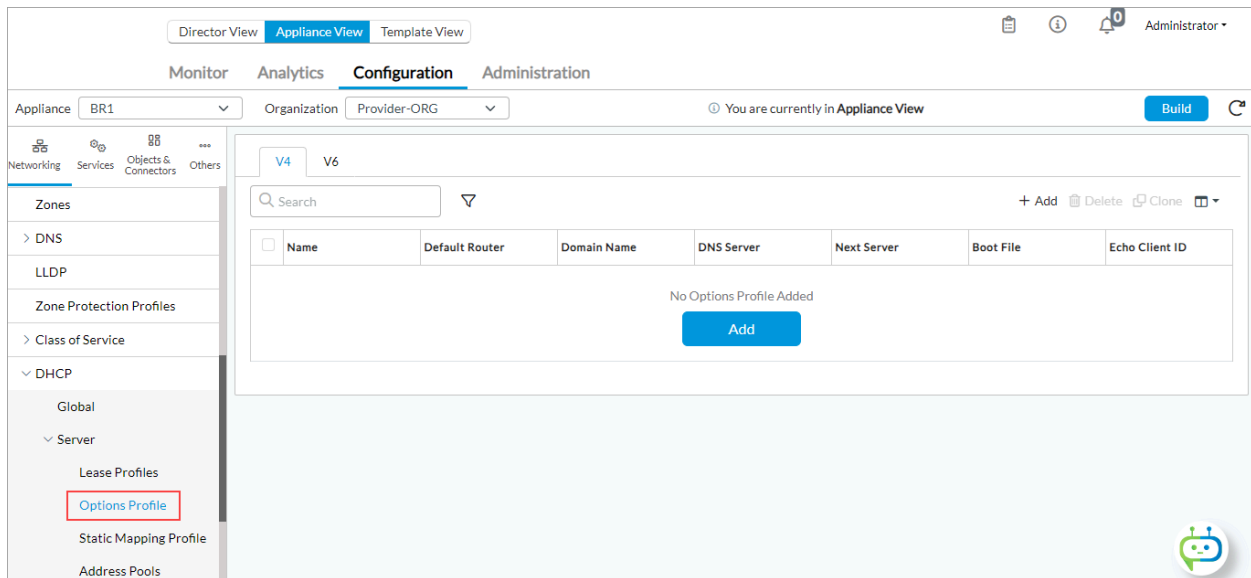 Director View Appliance View Template View 0 Administrator
Monitor Analytics Configuration Administration
Appliance BR1 Organization Provider-ORG You are currently in Appliance View Build
Networking Services Objects & Connectors Others
V4 V6
Search + Add Delete Clone
Zones
DNS
LLDP
Zone Protection Profiles
Class of Service
DHCP
Global
Server
Lease Profiles
Options Profile
Static Mapping Profile
Address Pools
Name Default Router Domain Name DNS Server Next Server Boot File Echo Client ID
No Options Profile Added
Add